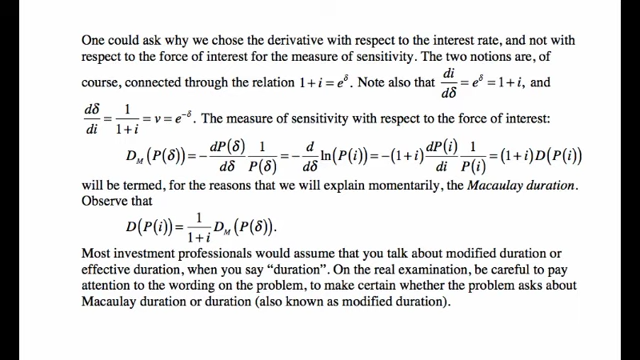 One could ask why we chose the derivative with respect to the interest rate, and not with
respect to the force of interest for the measure of sensitivity. The two notions are, of
course, connected through the relation 1+i = e^δ. Note also that di/dδ = e^δ = 1+i, and
dδ/di = 1/(1+i) = v = e^−δ. The measure of sensitivity with respect to the force of interest:
D_M(P(δ)) = −dP(δ)/dδ 1/P(δ) = −d/dδ ln(P(i)) = −(1+i) dP(i)/di 1/P(i) = (1+i)D(P(i))
will be termed, for the reasons that we will explain momentarily, the Macaulay duration.
Observe that
D(P(i)) = 1/(1+i) D_M(P(δ)).
Most investment professionals would assume that you talk about modified duration or
effective duration, when you say “duration”. On the real examination, be careful to pay
attention to the wording on the problem, to make certain whether the problem asks about
Macaulay duration or duration (also known as modified duration).